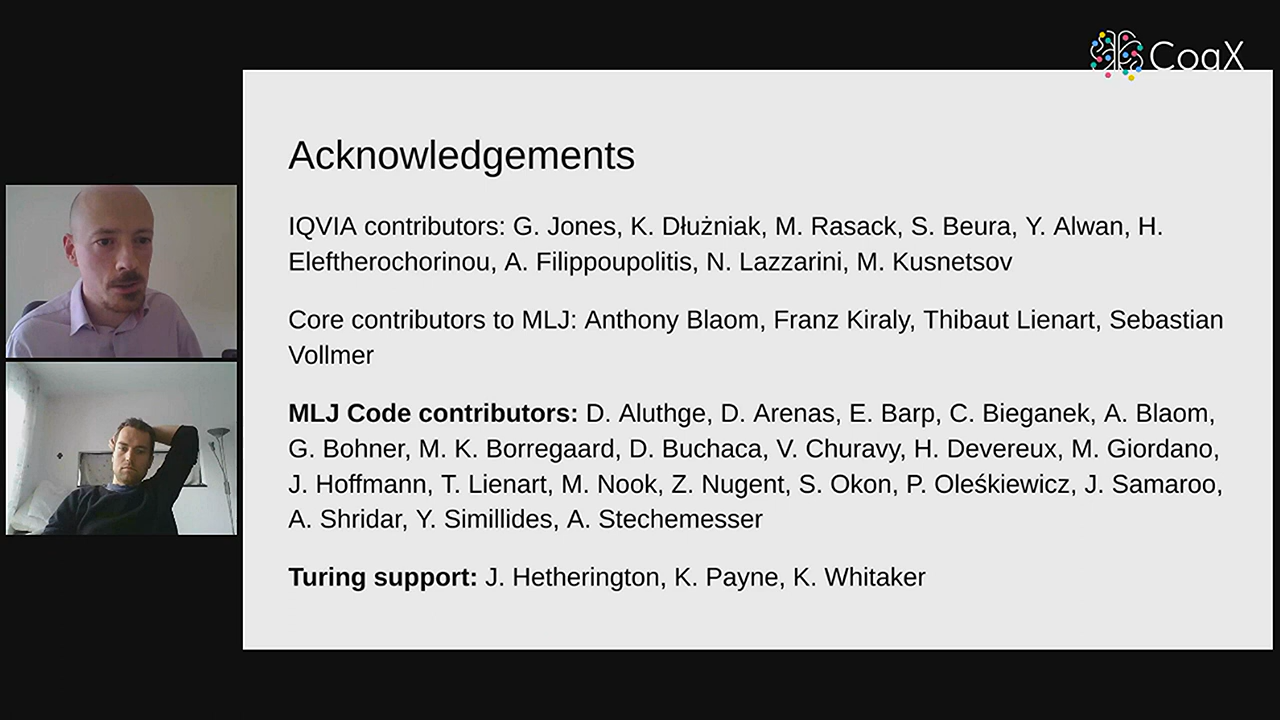 CogX
Acknowledgements
IQVIA contributors: G. Jones, K. Dłużniak, M. Rasack, S. Beura, Y. Alwan, H.
Eleftherochorinou, A. Filippoupolitis, N. Lazzarini, M. Kusnetsov
Core contributors to MLJ: Anthony Blaom, Franz Kiraly, Thibaut Lienart, Sebastian
Vollmer
MLJ Code contributors: D. Aluthge, D. Arenas, E. Barp, C. Bieganek, A. Blaom,
G. Bohner, M. K. Borregaard, D. Buchaca, V. Churavy, H. Devereux, M. Giordano,
J. Hoffmann, T. Lienart, M. Nook, Z. Nugent, S. Okon, P. Oleśkiewicz, J. Samaroo,
A. Shridar, Y. Simillides, A. Stechemesser
Turing support: J. Hetherington, K. Payne, K. Whitaker